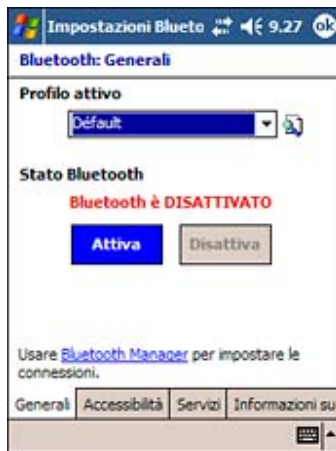 Impostazioni Blueto 9.27 ok
Bluetooth: Generali
Profilo attivo
Défault
Stato Bluetooth
Bluetooth è DISATTIVATO
Attiva Disattiva
Usare Bluetooth Manager per impostare le
connessioni.
Generali Accessibilità Servizi Informazioni su